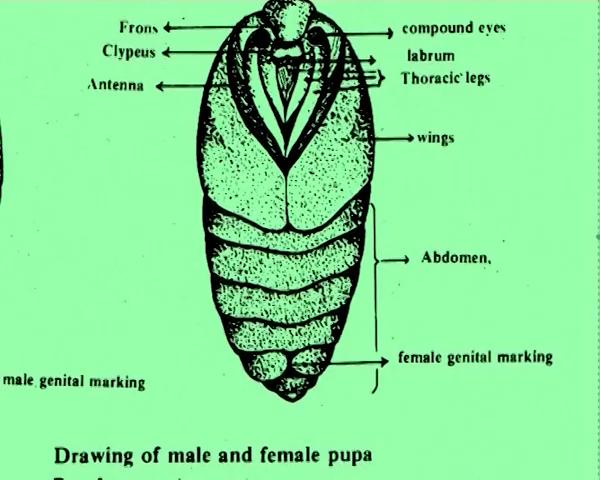 Frons
compound eyes
Clypeus
labrum
Antenna
Thoracic legs
wings
Abdomen,
female genital marking
male genital marking
Drawing of male and female pupa